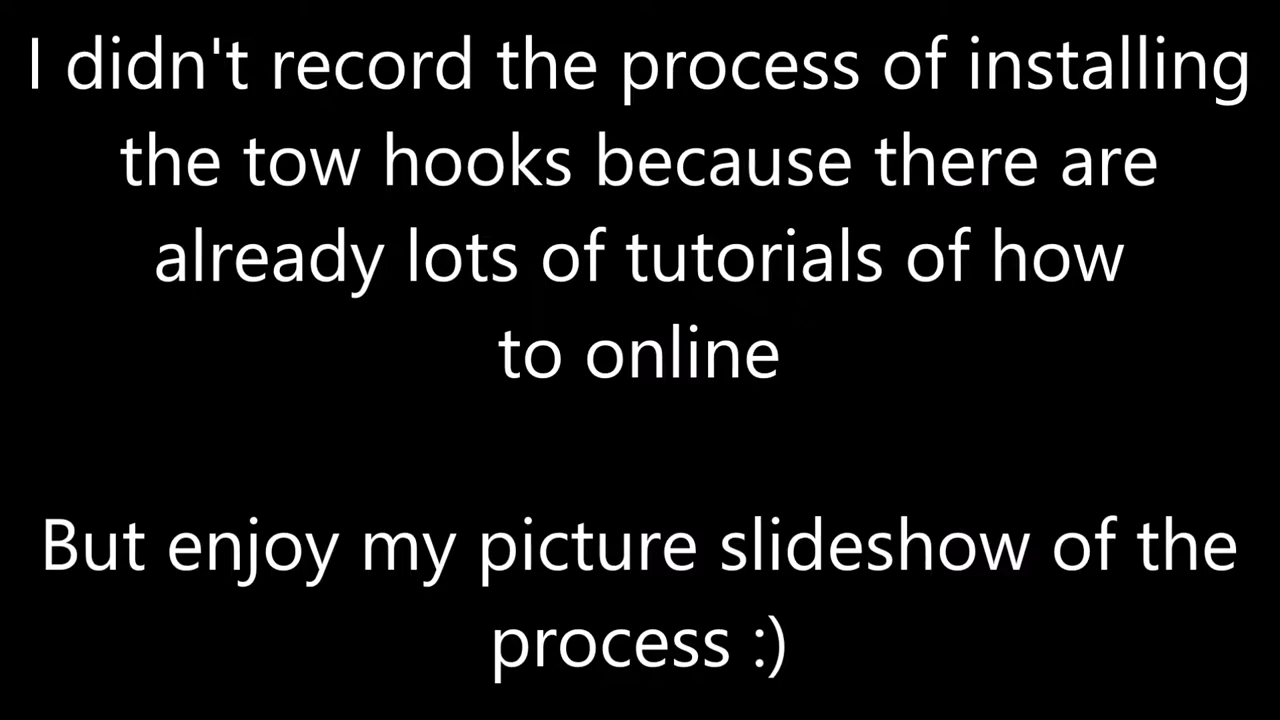 I didn't record the process of installing
the tow hooks because there are
already lots of tutorials of how
to online
But enjoy my picture slideshow of the
process :)